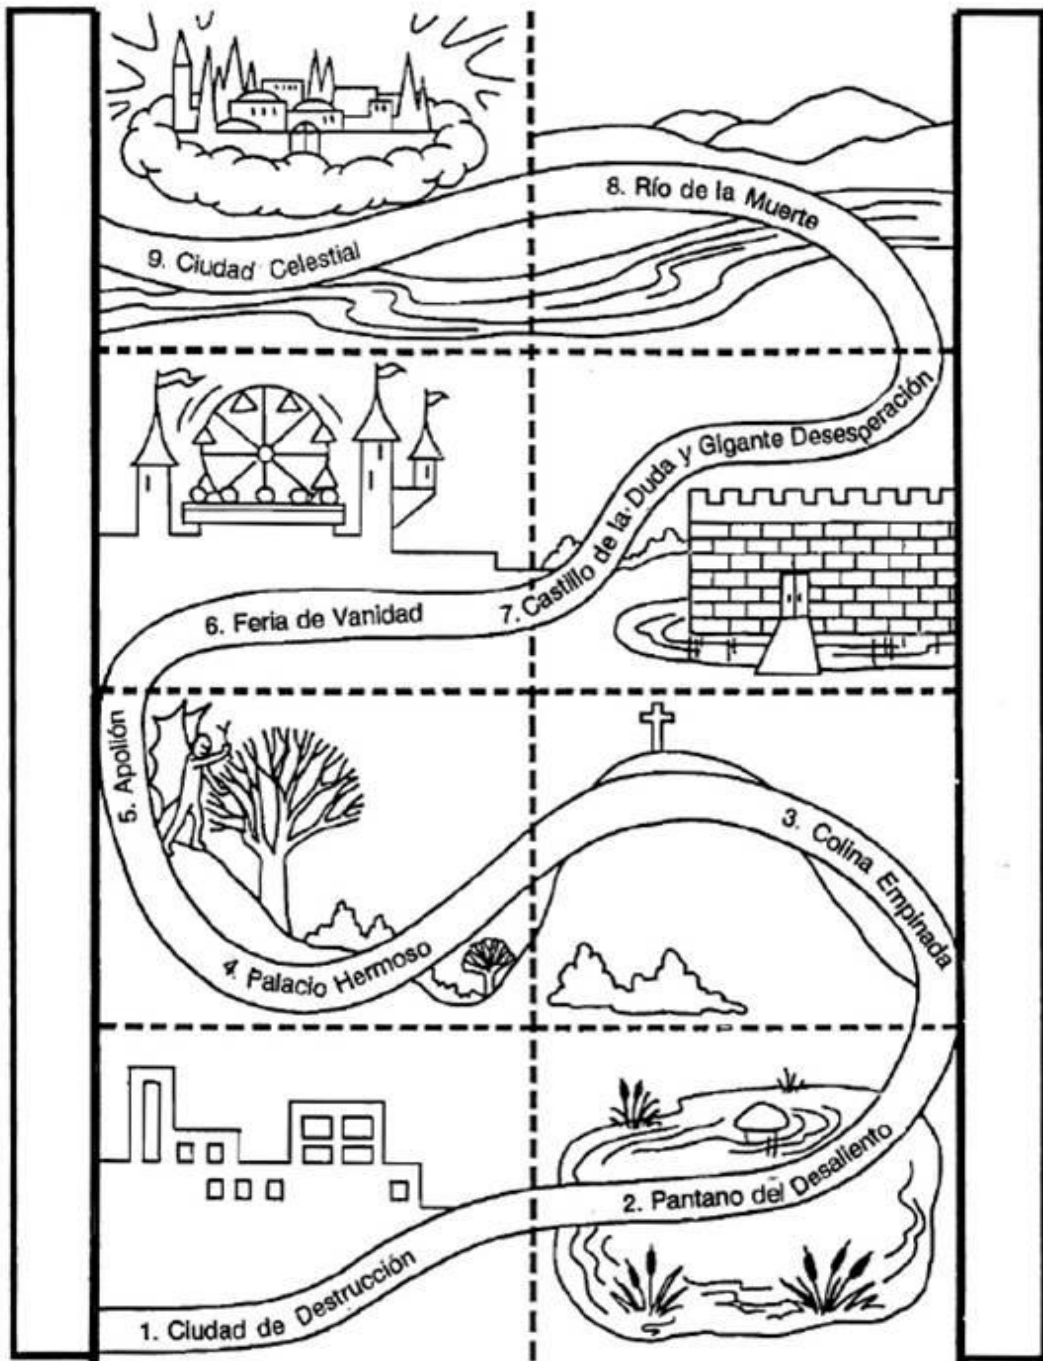 8. Río de la Muerte
9. Ciudad Celestial
7. Castillo de la Duda y Gigante Desesperación
6. Feria de Vanidad
5. Apolión
3. Colina Empinada
4. Palacio Hermoso
2. Pantano del Desaliento
1. Ciudad de Destrucción